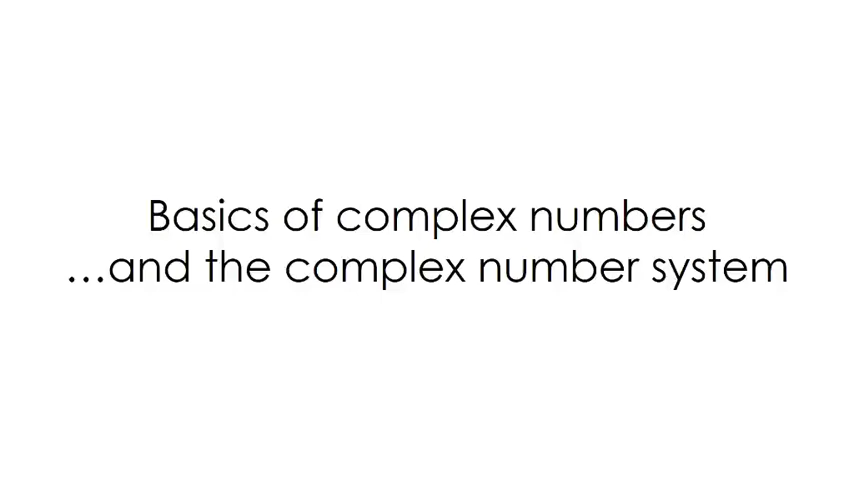 Basics of complex numbers
…and the complex number system